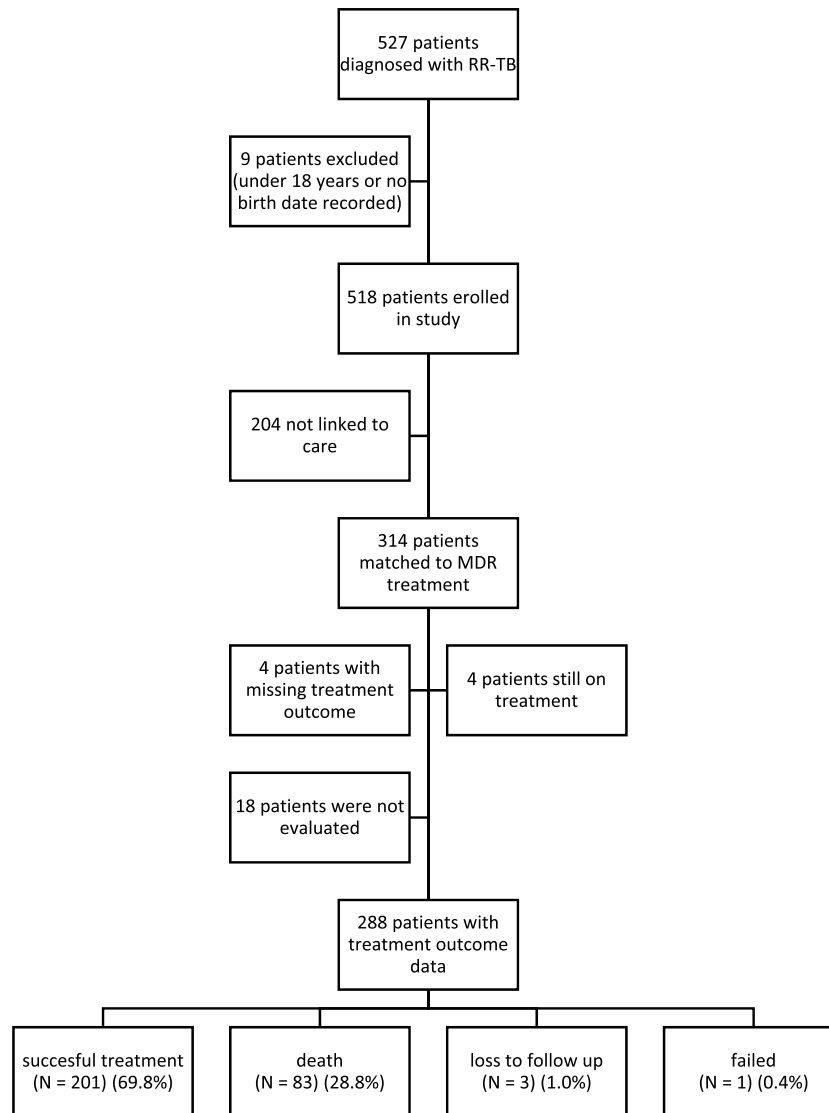 527 patients
diagnosed with RR-TB
9 patients excluded
(under 18 years or no
birth date recorded)
518 patients erolled
in study
204 not linked to
care
314 patients
matched to MDR
treatment
4 patients with
missing treatment
outcome
4 patients still on
treatment
18 patients were not
evaluated
288 patients with
treatment outcome
data
succesful treatment
(N = 201) (69.8%)
death
(N = 83) (28.8%)
loss to follow up
(N = 3) (1.0%)
failed
(N = 1) (0.4%)